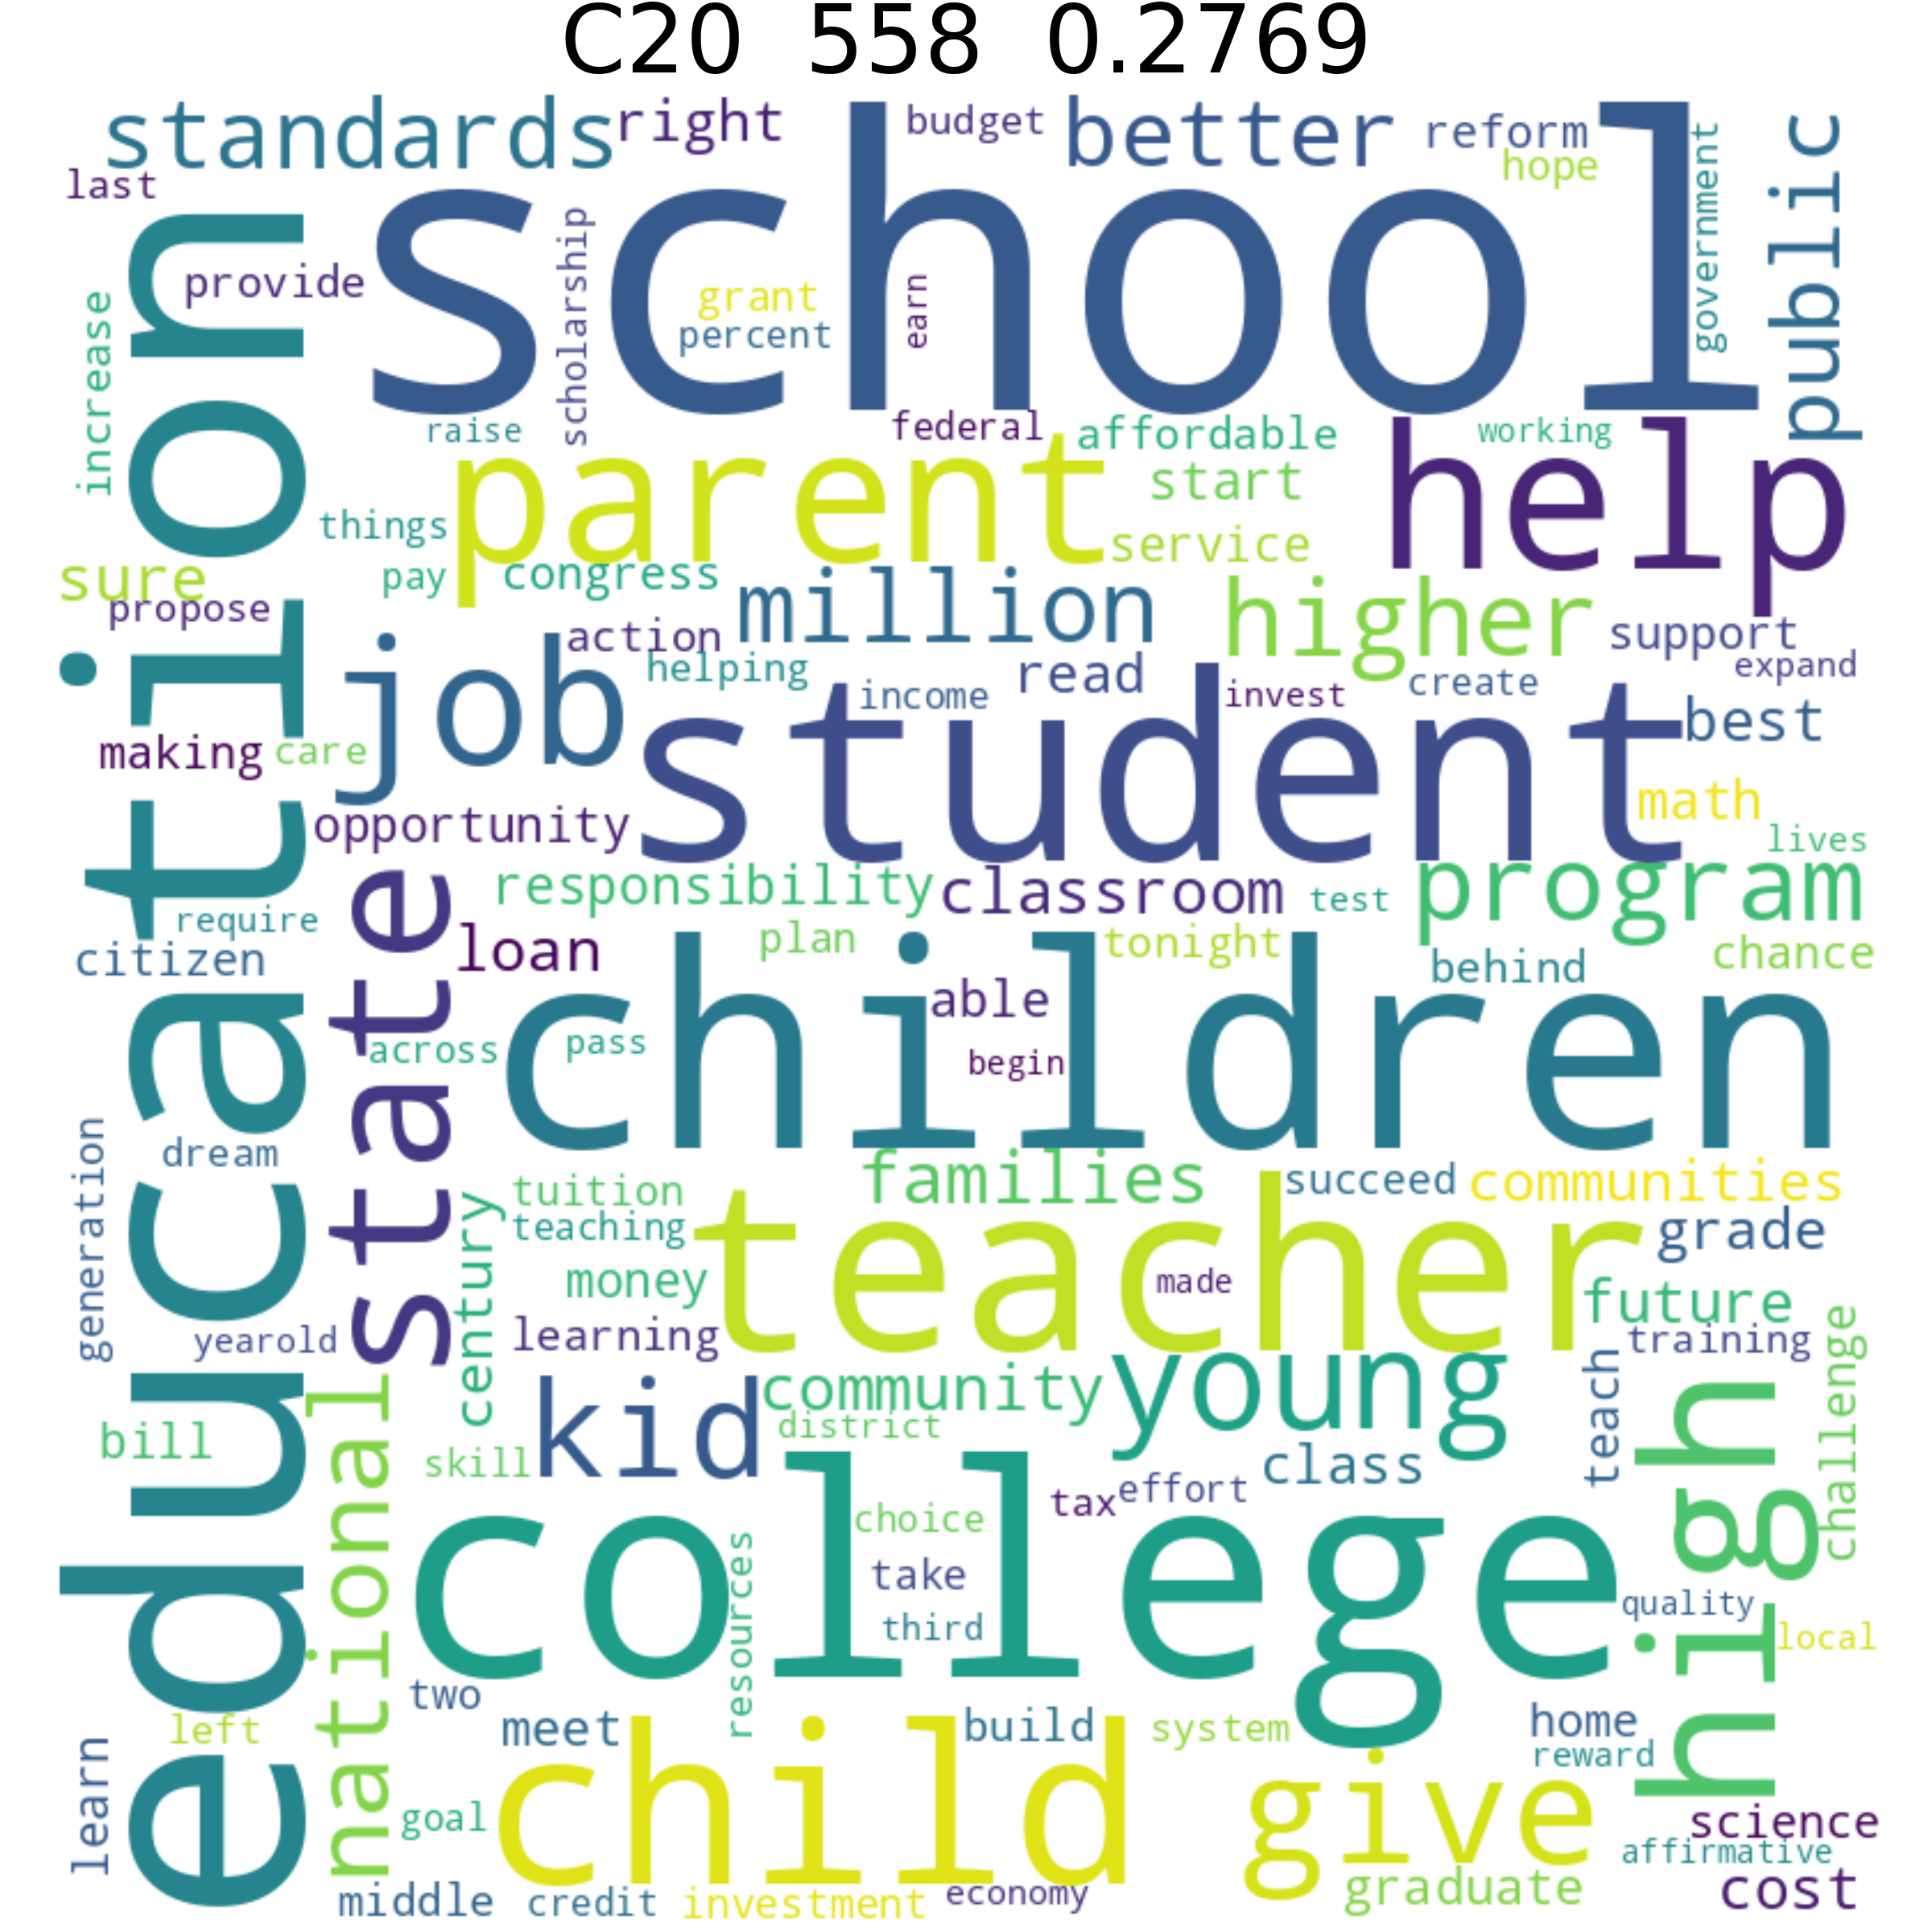 C20 558 0.2769
standards
right
budget
better
reform
hope
last
school
government
public
provide
scholarship
grant
percent
earn
increase
education
raise
federal
affordable
working
parent
start
help
things
service
sure
pay
congress
propose
million
higher
action
support
helping
read
expand
income
invest
create
job
student
best
making
care
math
opportunity
lives
responsibility
classroom
test
program
require
state
citizen
loan
plan
tonight
chance
behind
children
able
across
pass
begin
generation
dream
families
succeed
communities
tuition
teaching
century
teacher
grade
money
made
future
yearold
learning
training
challenge
national
kid
community
young
teach
high
bill
district
skill
class
college
tax
effort
choice
resources
take
quality
third
local
two
left
meet
build
system
home
reward
learn
child
give
goal
science
affirmative
middle
credit
investment
economy
graduate
cost